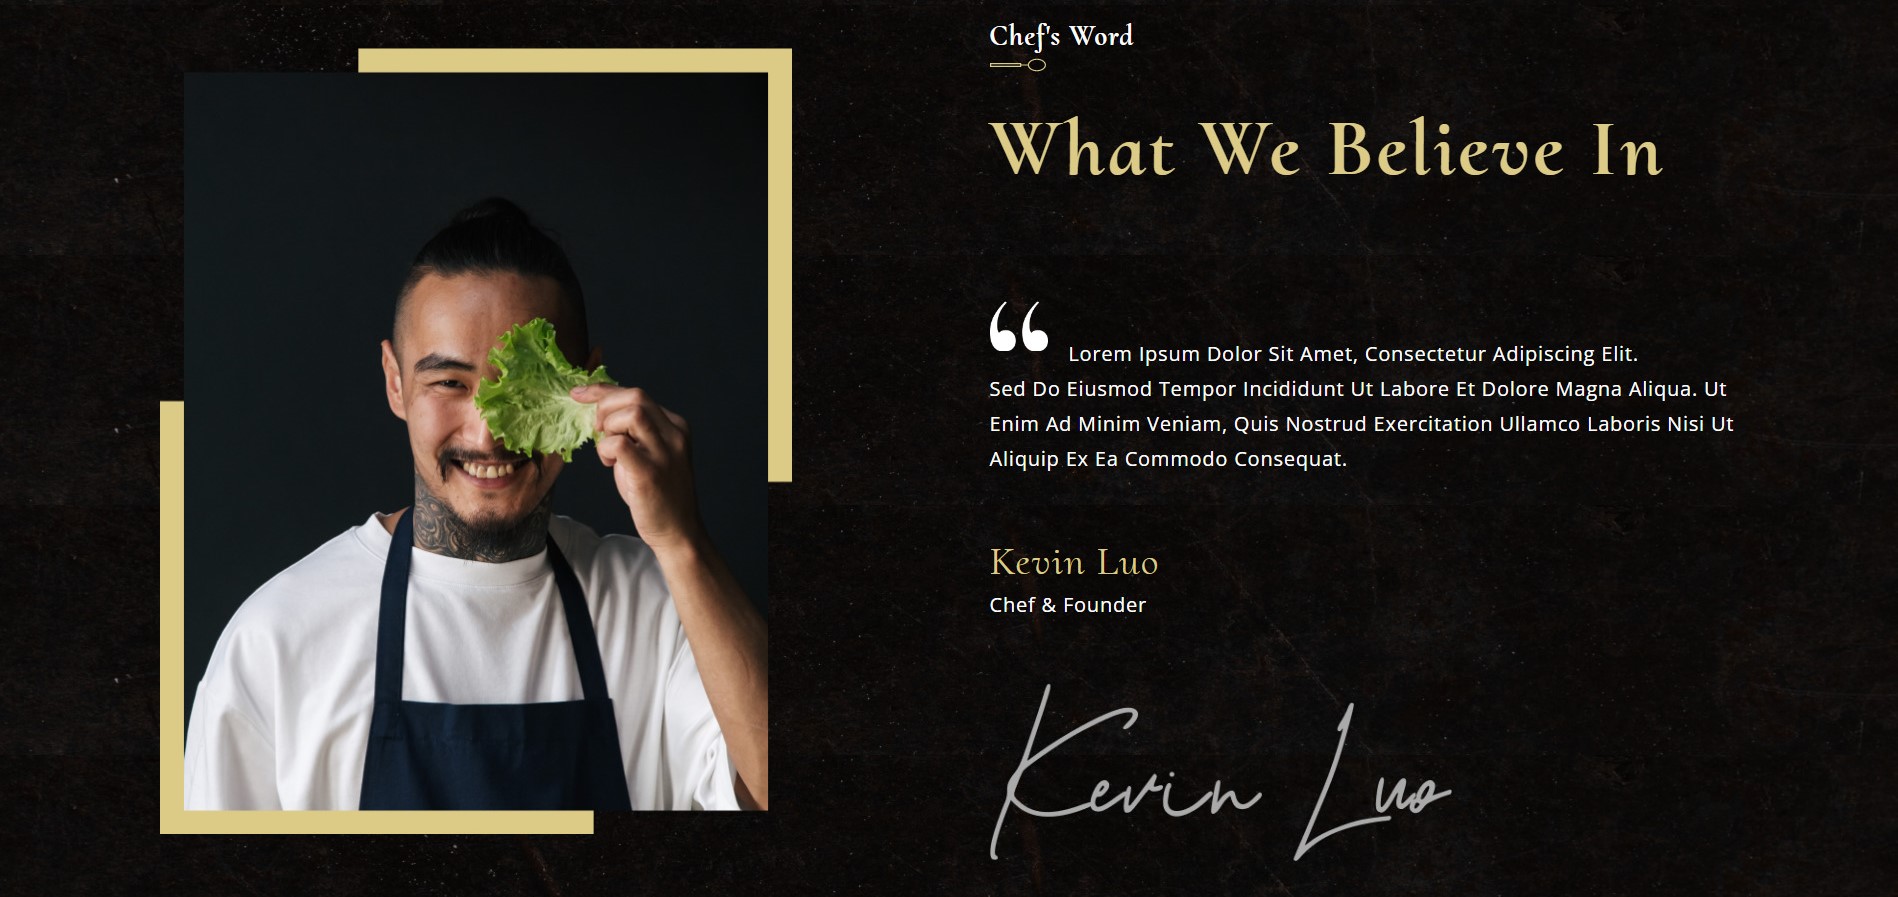 Chef's Word
What We Believe In
“ Lorem Ipsum Dolor Sit Amet, Consectetur Adipiscing Elit.
Sed Do Eiusmod Tempor Incididunt Ut Labore Et Dolore Magna Aliqua. Ut
Enim Ad Minim Veniam, Quis Nostrud Exercitation Ullamco Laboris Nisi Ut
Aliquip Ex Ea Commodo Consequat.
Kevin Luo
Chef & Founder
Kevin Luo